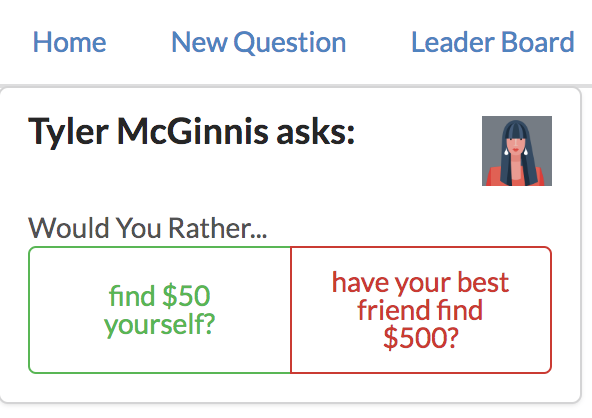 Home New Question Leader Board
Tyler McGinnis asks:
Would You Rather...
find $50
yourself?
have your best
friend find
$500?